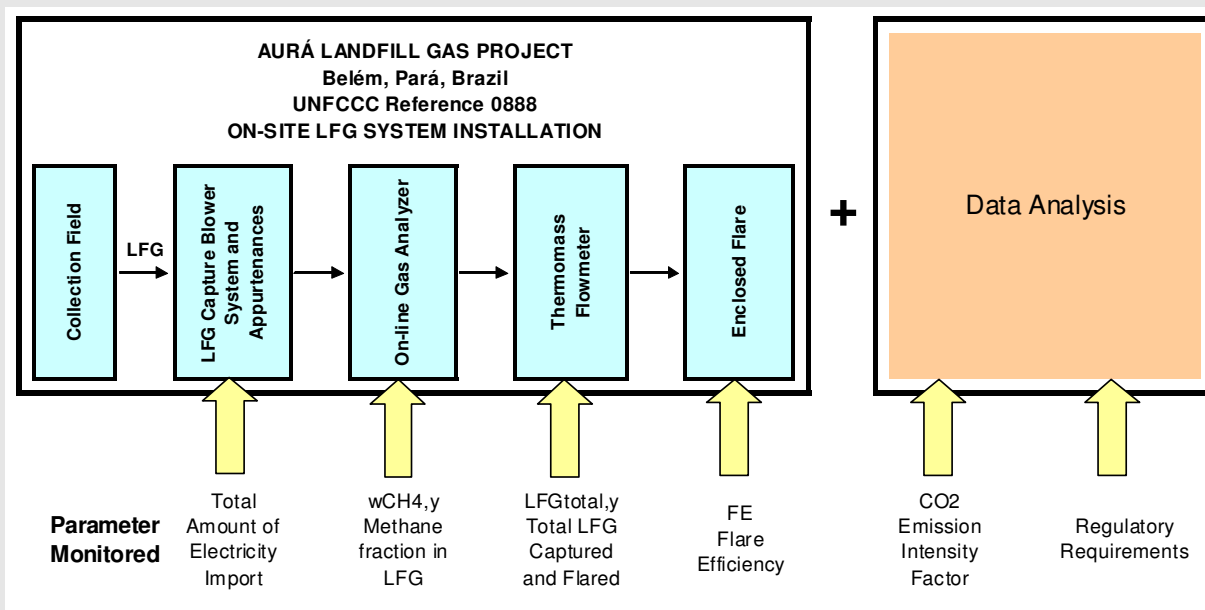 AURÁ LANDFILL GAS PROJECT
Belém, Pará, Brazil
UNFCCC Reference 0888
ON-SITE LFG SYSTEM INSTALLATION
Collection Field
LFG
LFG Capture Blower
System and
Appurtenances
On-line Gas Analyzer
Thermomass
Flowmeter
Enclosed Flare
+
Data Analysis
Parameter
Monitored
Total
Amount of
Electricity
Import
wCH4,y
Methane
fraction in
LFG
LFGtotal,y
Total LFG
Captured
and Flared
FE
Flare
Efficiency
CO2
Emission
Intensity
Factor
Regulatory
Requirements